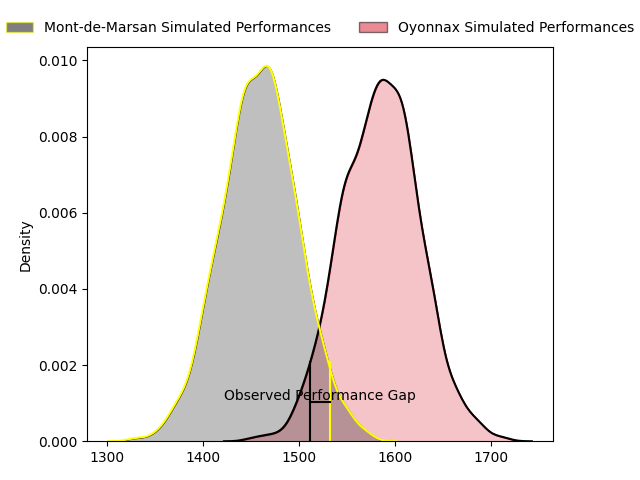 Mont-de-Marsan Simulated Performances
Oyonnax Simulated Performances
0.010
0.008
0.006
0.004
0.002
0.000
Density
Observed Performance Gap
1300
1400
1500
1600
1700